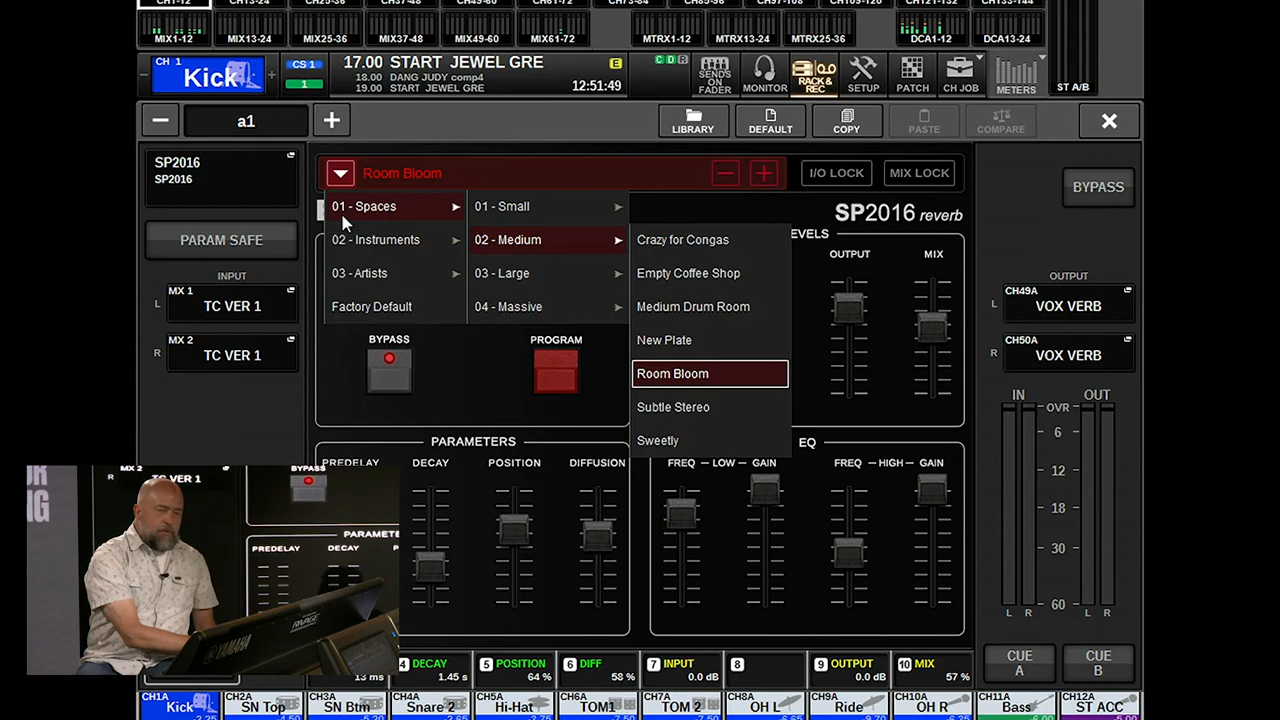 CH1-12 CH13-24 CH25-36 CH37-48 CH49-60 CH61-72 CH73-84 CH85-96 CH97-108 CH109-120 CH121-132 CH133-144
MIX1-12 MIX13-24 MIX25-36 MIX37-48 MIX49-60 MIX61-72 MTRX1-12 MTRX13-24 MTRX25-36 DCA1-12 DCA13-24
CH 1
Kick
CS 1
1
17.00 START JEWEL GRE E
18.00 DANG JUDY comp4
19.00 START JEWEL GRE 12:51:49
C D R
SENDS ON FADER
MONITOR
RACK & REC
SETUP
PATCH
CH JOB
METERS
ST A/B
a1
LIBRARY
DEFAULT
COPY
PASTE
COMPARE
SP2016
SP2016
Room Bloom
I/O LOCK
MIX LOCK
BYPASS
01 - Spaces
02 - Instruments
03 - Artists
Factory Default
01 - Small
02 - Medium
03 - Large
04 - Massive
Crazy for Congas
Empty Coffee Shop
Medium Drum Room
New Plate
Room Bloom
Subtle Stereo
Sweetly
SP2016 reverb
EVELS
OUTPUT
MIX
PARAM SAFE
INPUT
L
MX 1
TC VER 1
R
MX 2
TC VER 1
BYPASS
PROGRAM
OUTPUT
L
CH49A
VOX VERB
R
CH50A
VOX VERB
IN OUT
OVR
6
12
18
30
60
L R L R
PARAMETERS
PREDELAY DECAY POSITION DIFFUSION
EQ
FREQ LOW GAIN FREQ HIGH GAIN
MX 2
R TC VER 1
BYPASS
PARAMETE
PREDELAY DECAY
YAMAHA
RIVAGE
CUE A
CUE B
13 ms
4 DECAY
1.45 s
5 POSITION
64 %
6 DIFF
58 %
7 INPUT
0.0 dB
8
9 OUTPUT
0.0 dB
10 MIX
57 %
CH1A CH2A CH3A CH4A CH5A CH6A CH7A CH8A CH9A CH10A CH11A CH12A
Kick SN Top SN Btm Snare 2 Hi-Hat TOM1 TOM 2 OH L Ride OH R Bass ST ACC